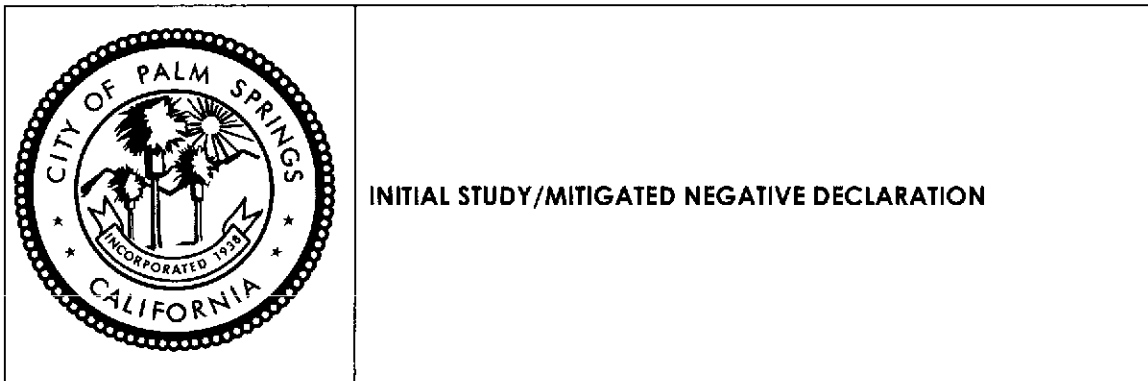 CITY OF PALM SPRINGS
INCORPORATED 1938
CALIFORNIA
INITIAL STUDY/MITIGATED NEGATIVE DECLARATION